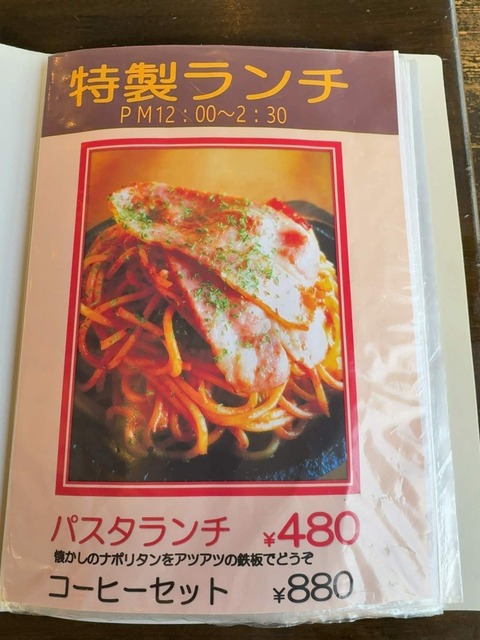 特製ランチ
PM12：00〜2：30
パスタランチ ¥480
懐かしのナポリタンをアツアツの鉄板でどうぞ
コーヒーセット ¥880